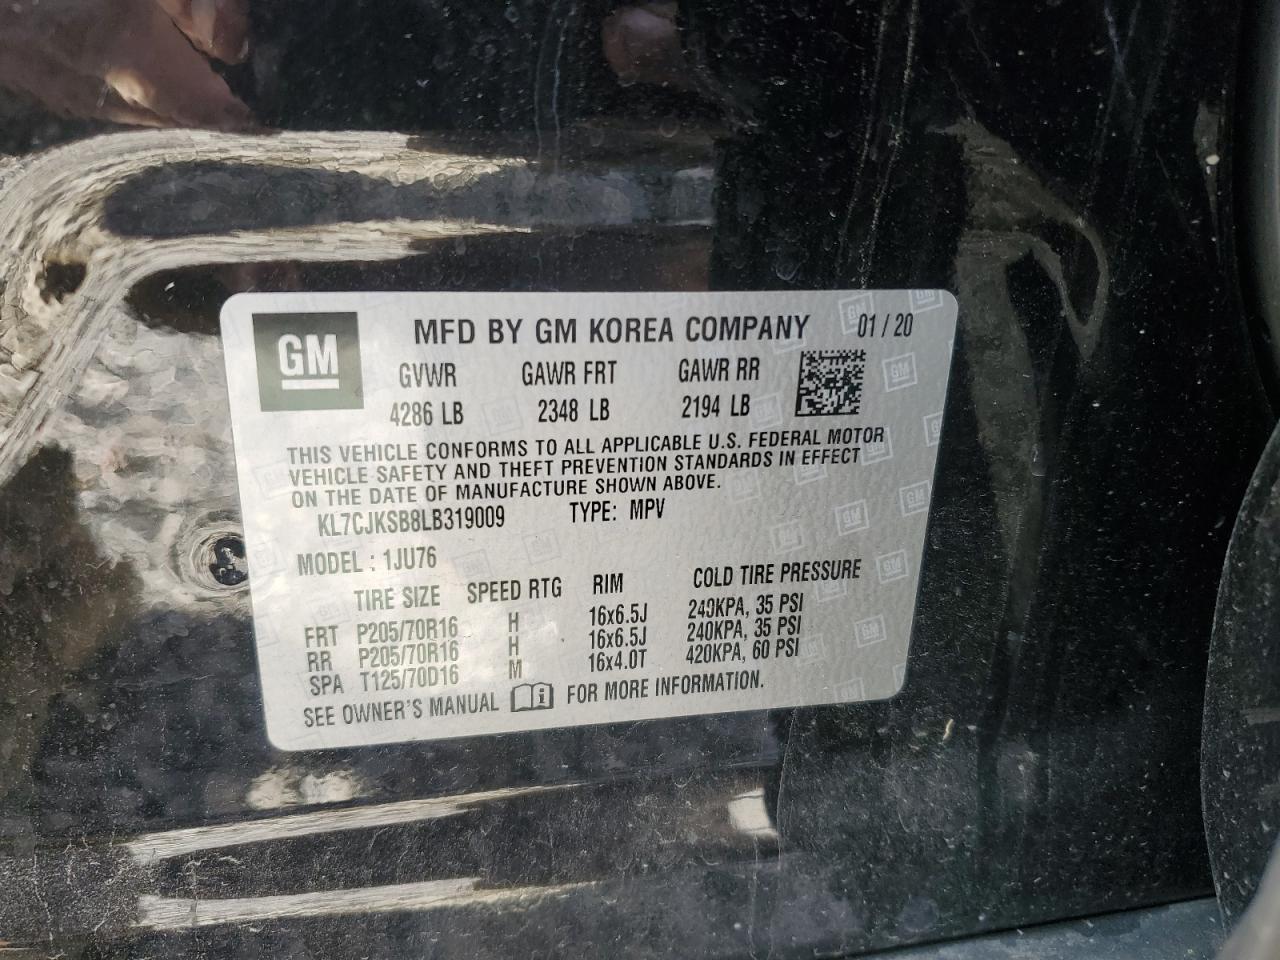 GM
MFD BY GM KOREA COMPANY 01 / 20
GVWR GAWR FRT GAWR RR
4286 LB 2348 LB 2194 LB
THIS VEHICLE CONFORMS TO ALL APPLICABLE U.S. FEDERAL MOTOR
VEHICLE SAFETY AND THEFT PREVENTION STANDARDS IN EFFECT
ON THE DATE OF MANUFACTURE SHOWN ABOVE.
KL7CJKSB8LB319009 TYPE: MPV
MODEL : 1JU76
TIRE SIZE SPEED RTG RIM COLD TIRE PRESSURE
FRT P205/70R16 H 16x6.5J 240KPA, 35 PSI
RR P205/70R16 H 16x6.5J 240KPA, 35 PSI
SPA T125/70D16 M 16x4.0T 420KPA, 60 PSI
SEE OWNER'S MANUAL FOR MORE INFORMATION.